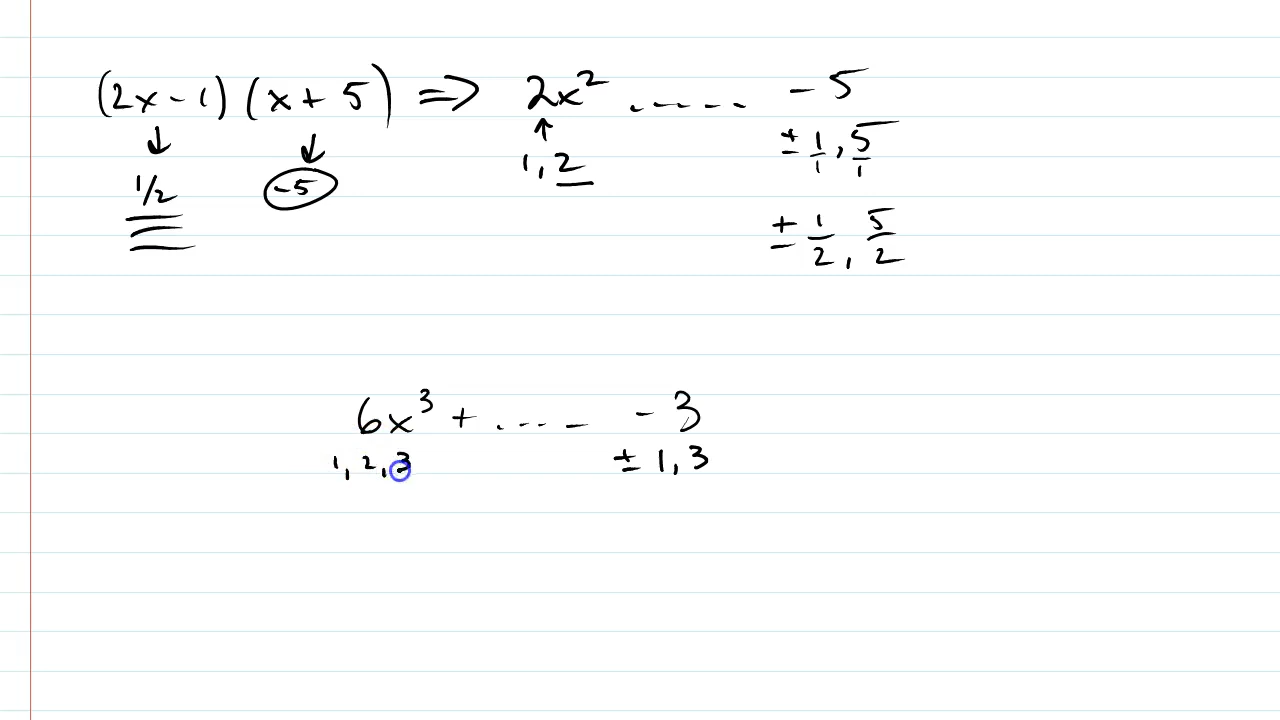 (2x - 1) (x + 5) => 2x² ..... - 5
↓ ↓ ↑ ± 1/1, 5/1
1/2 -5 1, 2
± 1/2, 5/2
6x³ + ..... - 3
1, 2, 3 ± 1, 3